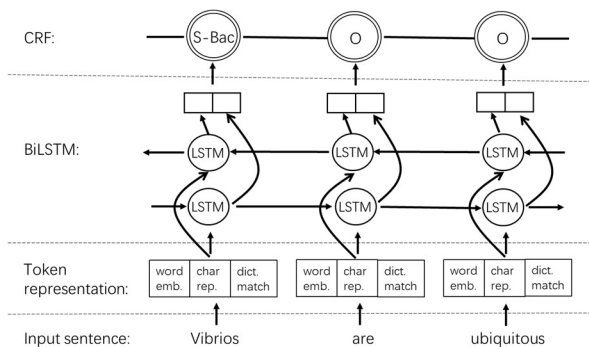 CRF:
S-Bac O O
BiLSTM:
LSTM LSTM LSTM
LSTM LSTM LSTM
Token representation:
word emb. char rep. dict. match word emb. char rep. dict. match word emb. char rep. dict. match
Input sentence: Vibrios are ubiquitous